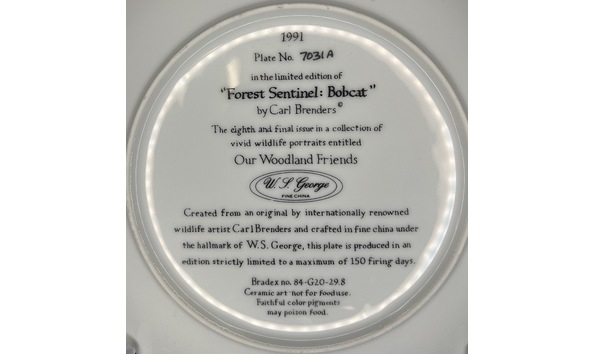 1991
Plate No. 7031A
in the limited edition of
"Forest Sentinel: Bobcat"
by Carl Brenders©
The eighth and final issue in a collection of
vivid wildlife portraits entitled
Our Woodland Friends
W. S. George
FINE CHINA
Created from an original by internationally renowned
wildlife artist Carl Brenders and crafted in fine china under
the hallmark of W.S. George, this plate is produced in an
edition strictly limited to a maximum of 150 firing days.
Bradex no. 84-G20-29.8
Ceramic art not for food use.
Faithful color pigments
may poison food.